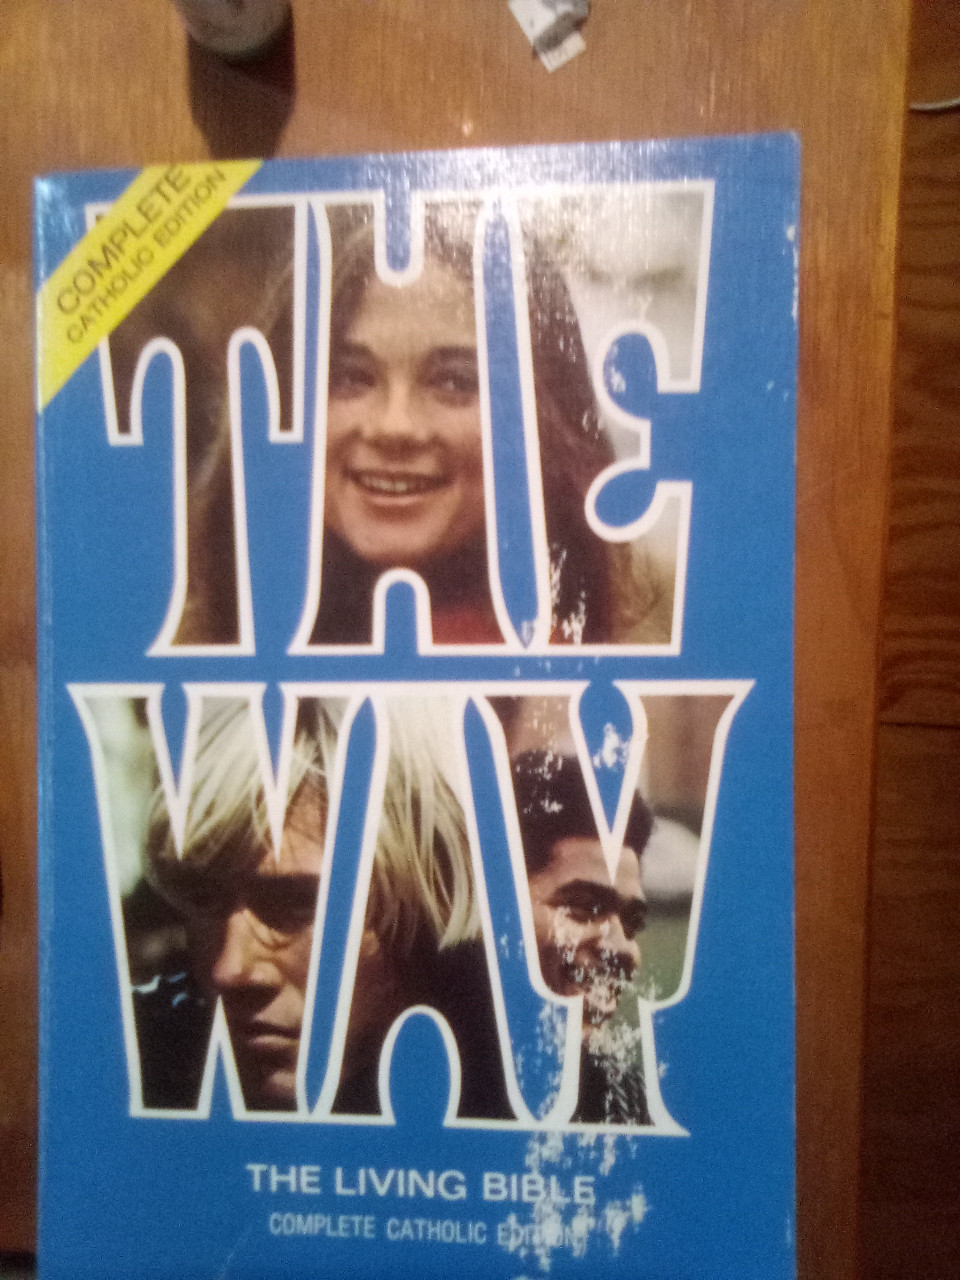 COMPLETE
CATHOLIC EDITION
THE
WAY
THE LIVING BIBLE
COMPLETE CATHOLIC EDITION